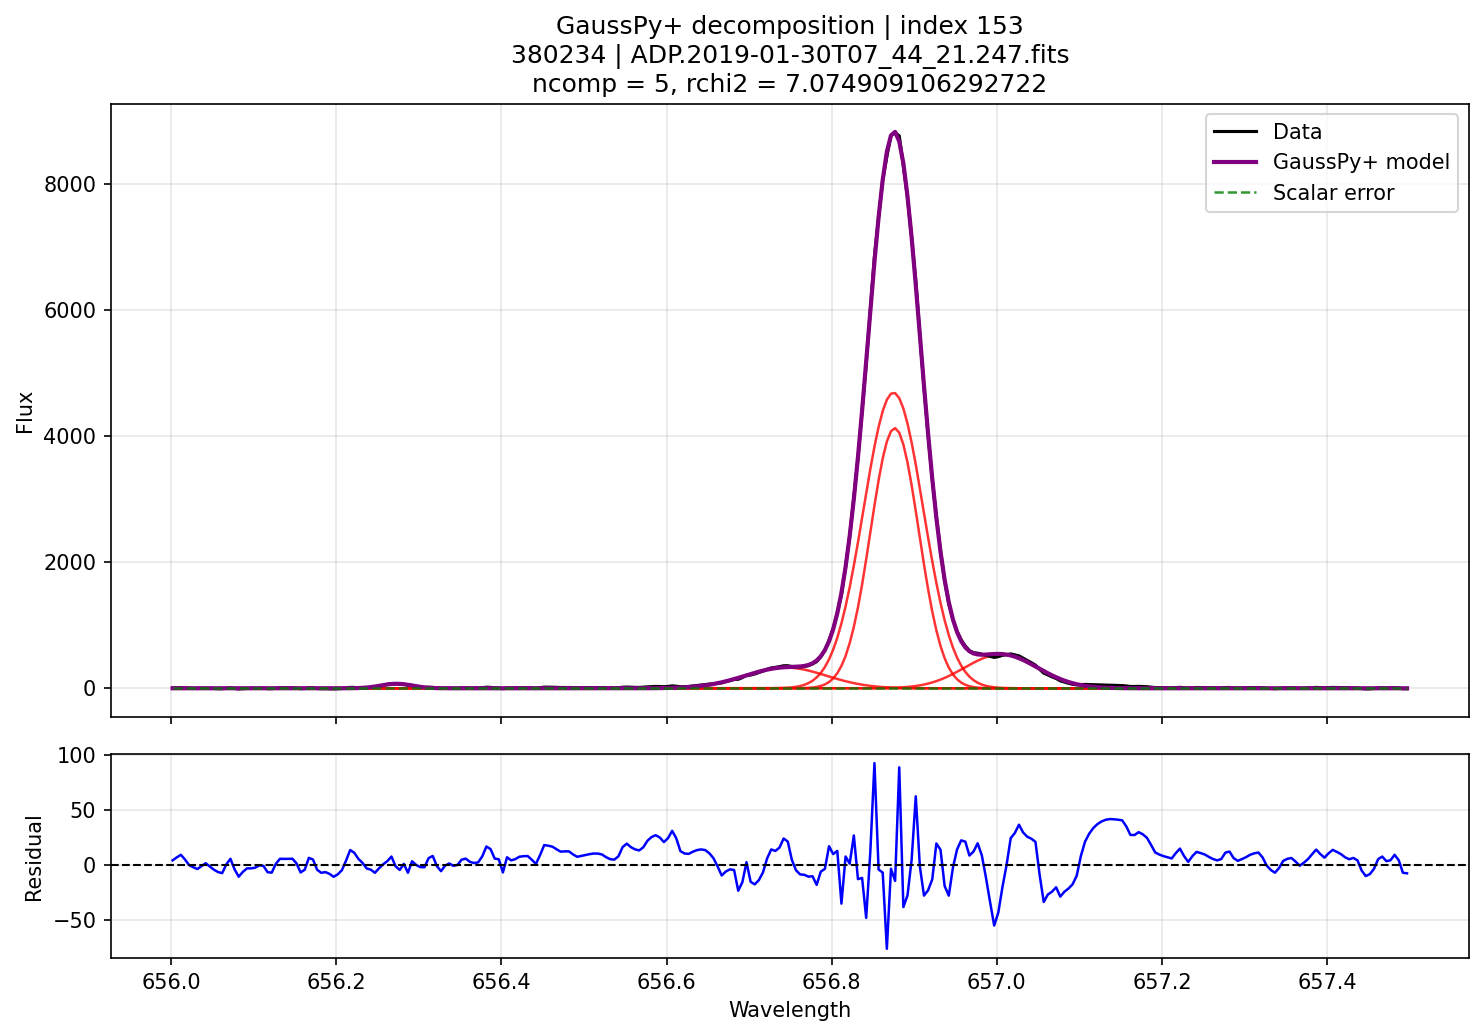 GaussPy+ decomposition | index 153
380234 | ADP.2019-01-30T07_44_21.247.fits
ncomp = 5, rchi2 = 7.074909106292722
Data
GaussPy+ model
Scalar error
Flux
8000
6000
4000
2000
0
Residual
100
50
0
−50
656.0 656.2 656.4 656.6 656.8 657.0 657.2 657.4
Wavelength